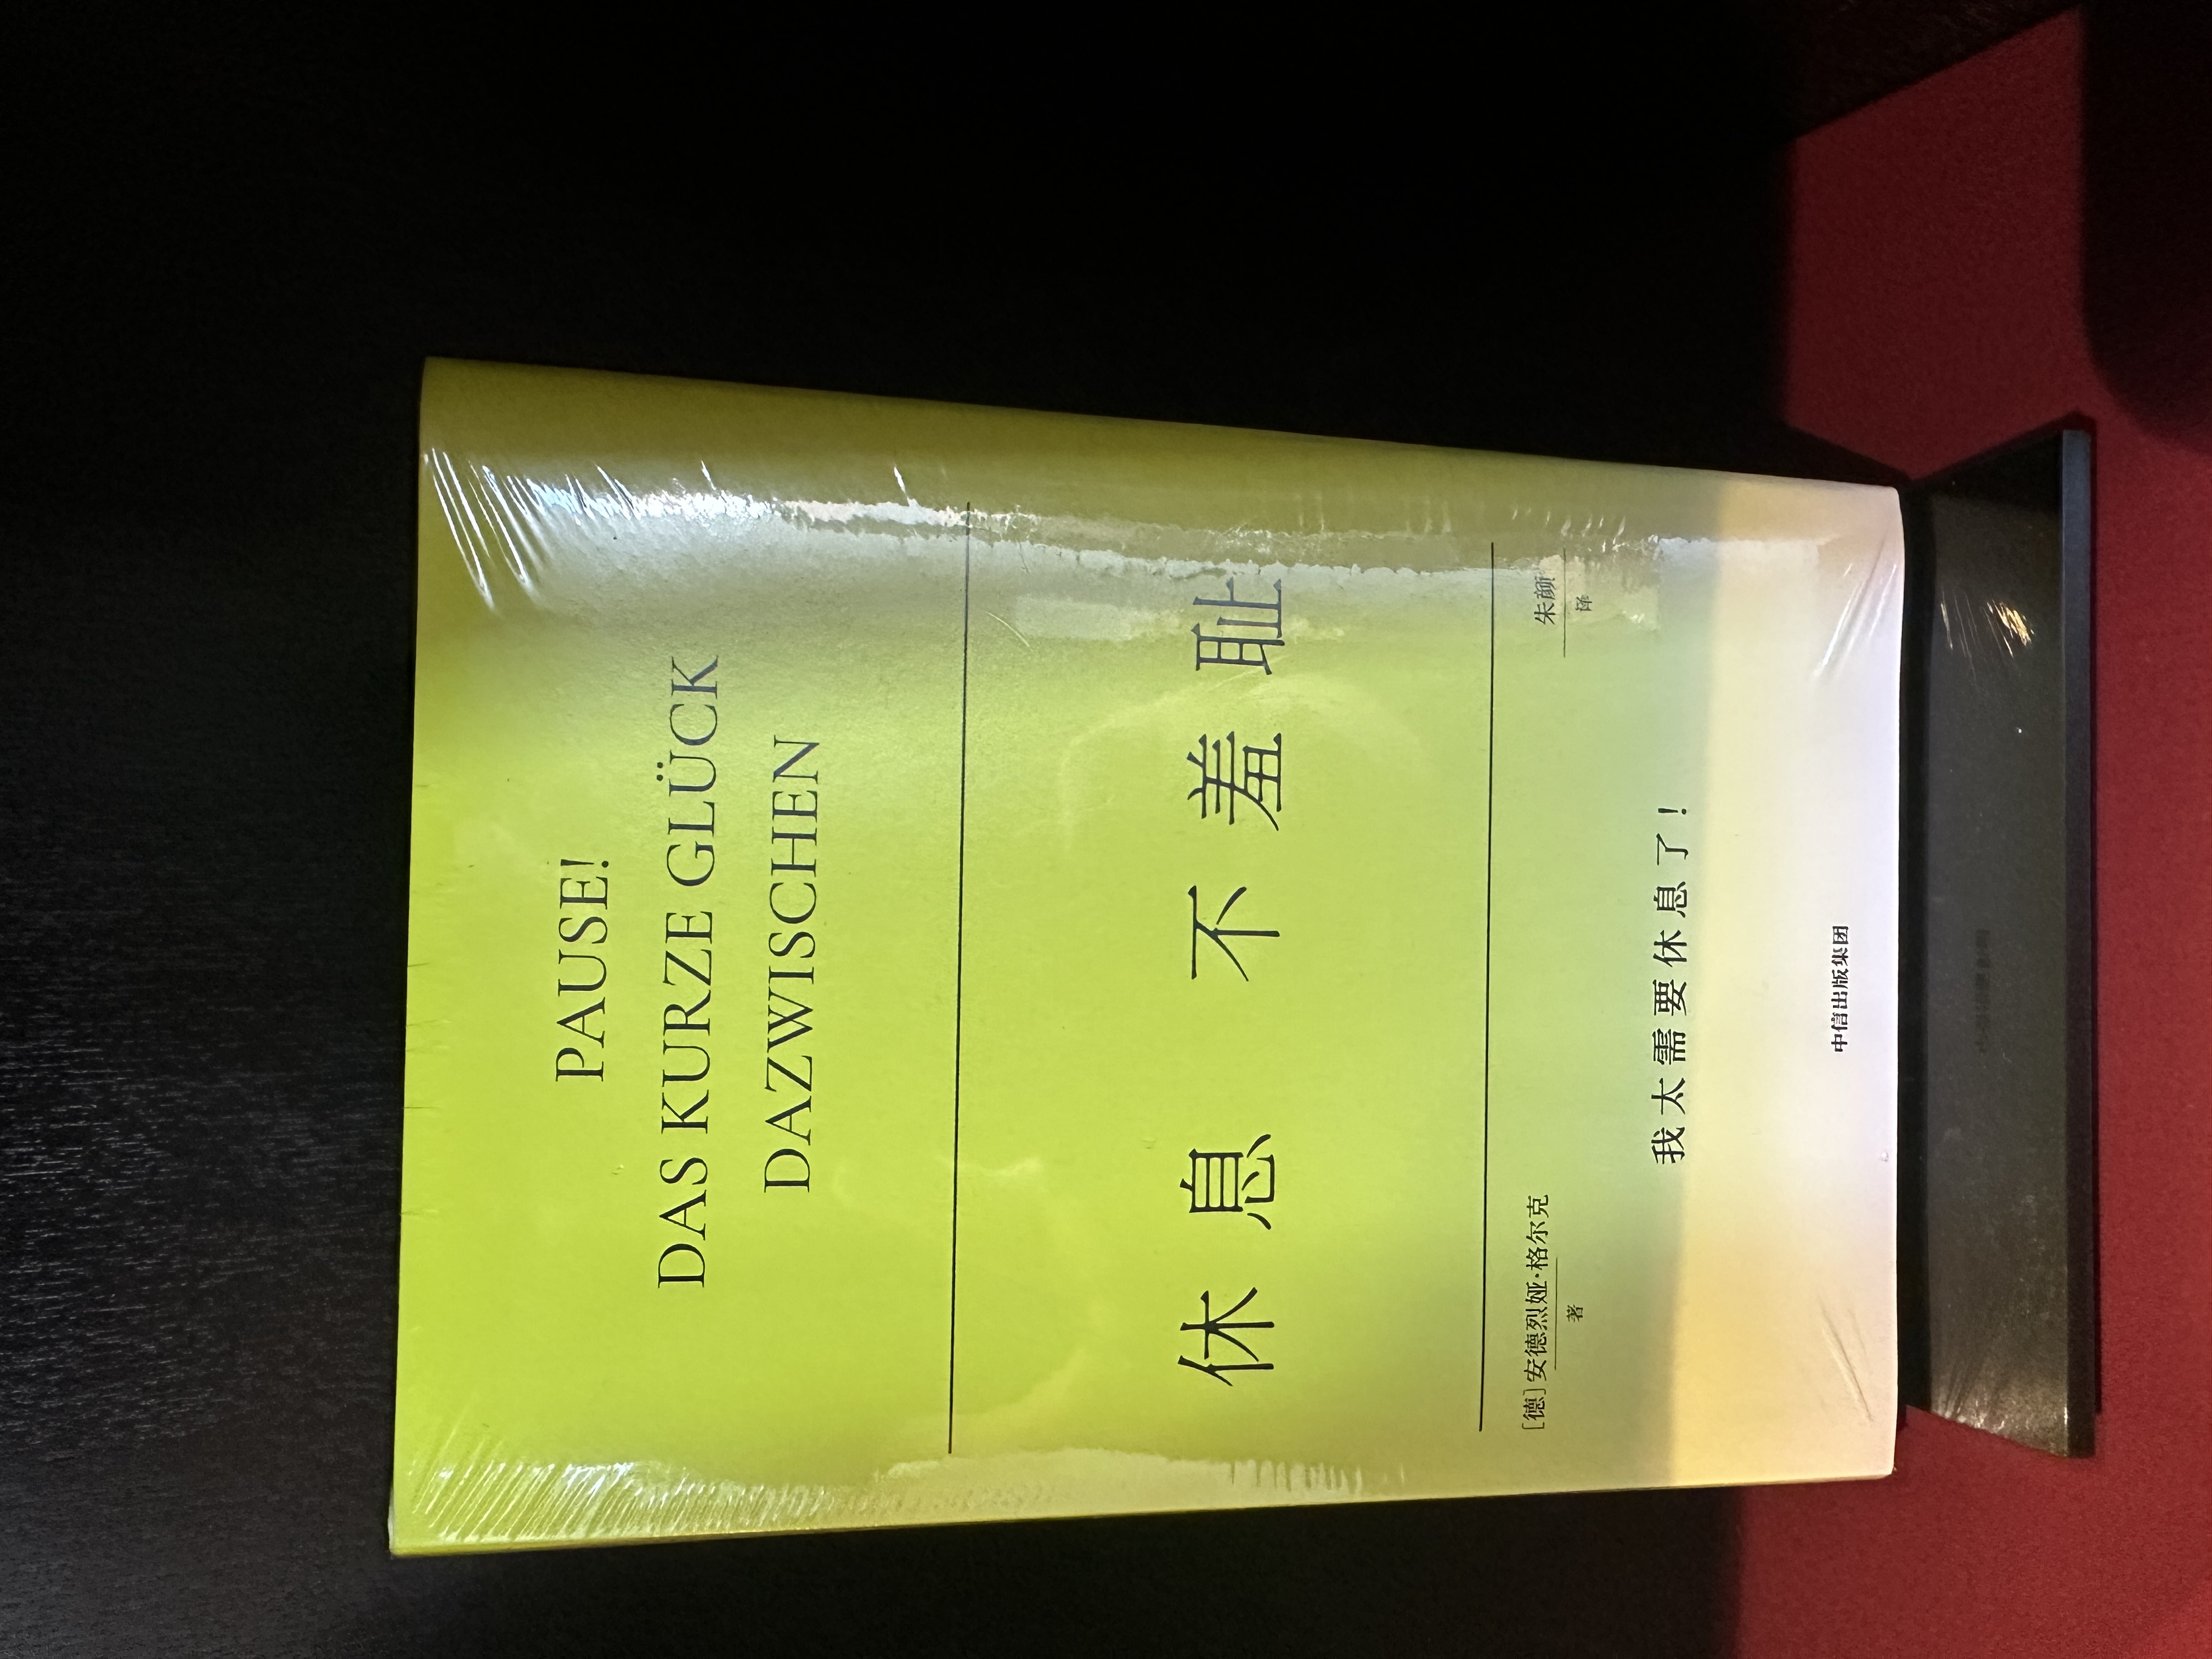 PAUSE!
DAS KURZE GLÜCK
DAZWISCHEN
休息不羞耻
[德]安德烈娅·格尔克
著
朱颜
译
我太需要休息了！
中信出版集团